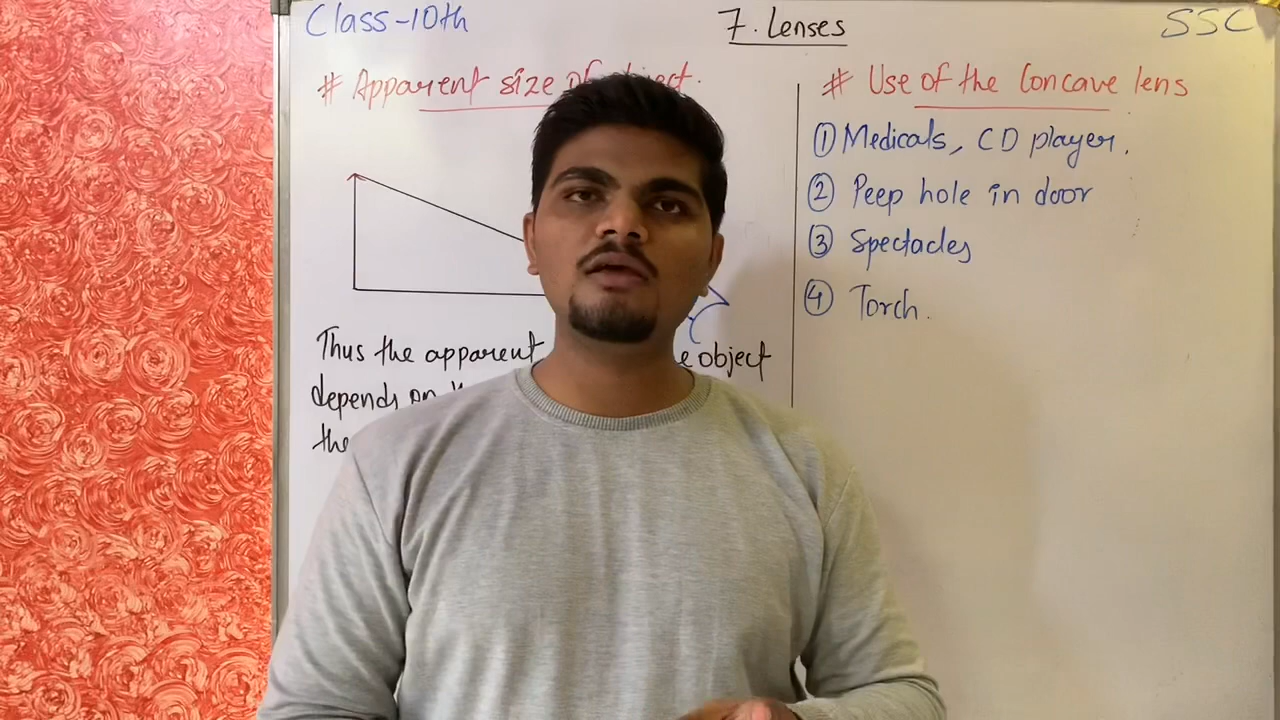 Class-10th
7. Lenses
SSC
# Apparent size of object.
Thus the apparent object
depends on
the
# Use of the Concave lens
① Medicals, CD player.
② Peep hole in door
③ Spectacles
④ Torch.